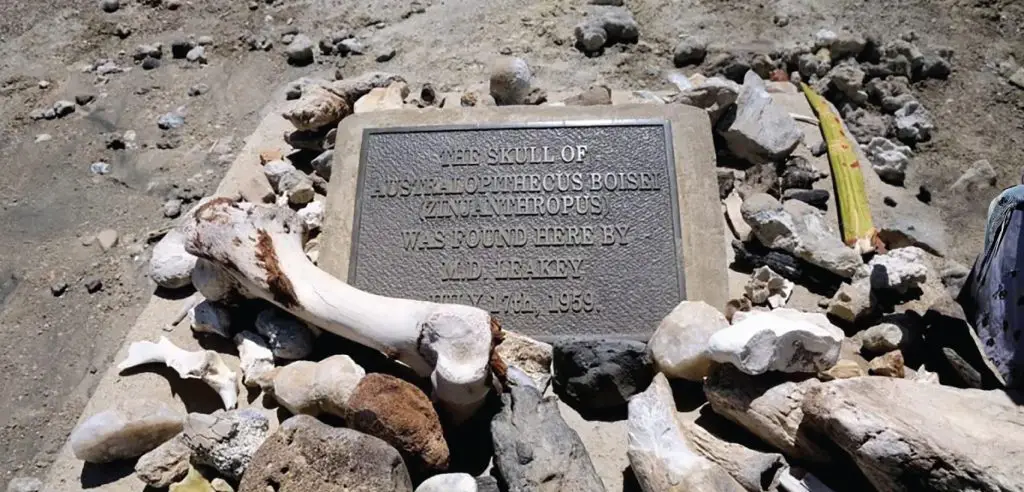 THE SKULL OF
AUSTRALOPITHECUS BOISEI
(ZINJANTHROPUS)
WAS FOUND HERE BY
M.D. LEAKEY
JULY 17th, 1959.